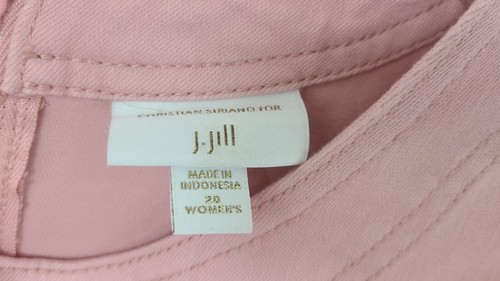 CHRISTIAN SIRIANO FOR
J.Jill
MADE IN
INDONESIA
20
WOMEN'S